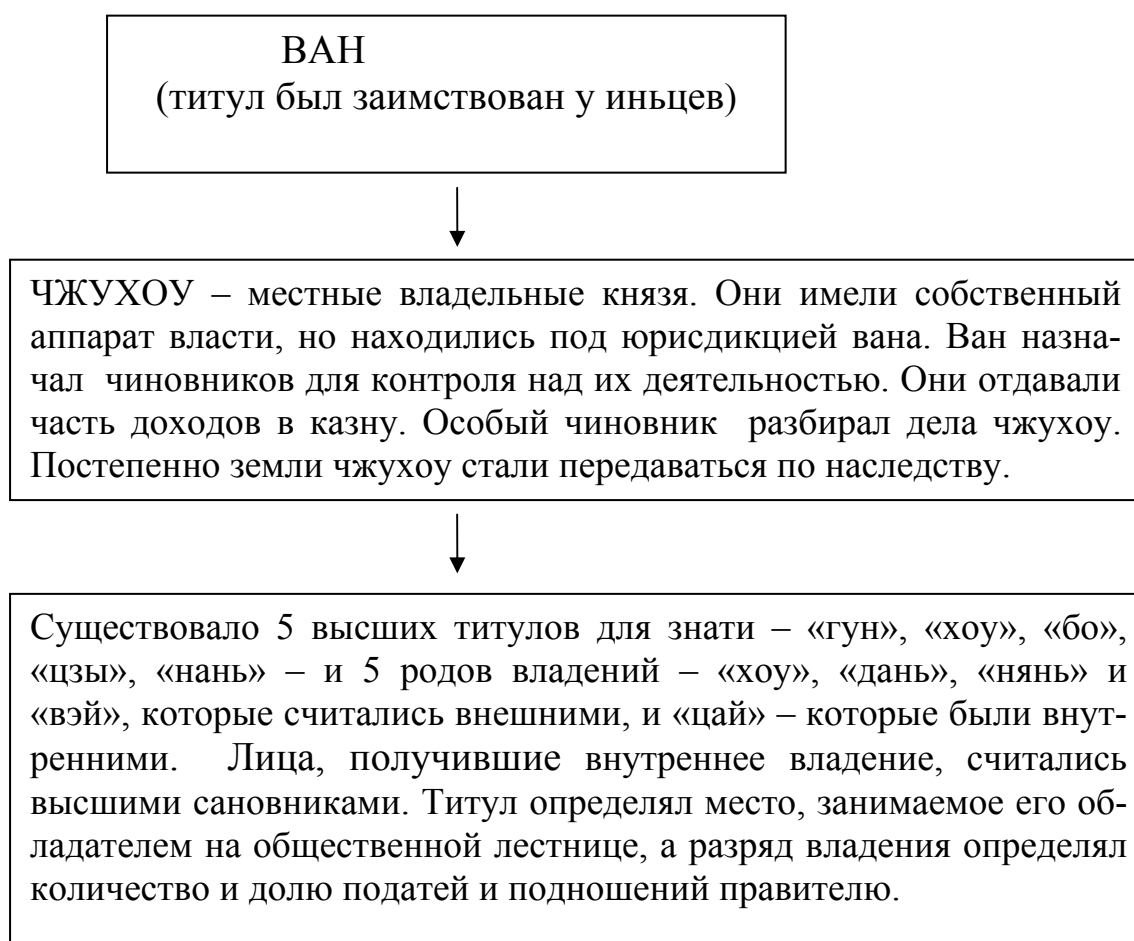 ВАН
(титул был заимствован у иньцев)
ЧЖУХОУ – местные владельные князя. Они имели собственный
аппарат власти, но находились под юрисдикцией вана. Ван назна-
чал чиновников для контроля над их деятельностью. Они отдавали
часть доходов в казну. Особый чиновник разбирал дела чжухоу.
Постепенно земли чжухоу стали передаваться по наследству.
Существовало 5 высших титулов для знати – «гун», «хоу», «бо»,
«цзы», «нань» – и 5 родов владений – «хоу», «дань», «нянь» и
«вэй», которые считались внешними, и «цай» – которые были внут-
ренними. Лица, получившие внутреннее владение, считались
высшими сановниками. Титул определял место, занимаемое его об-
ладателем на общественной лестнице, а разряд владения определял
количество и долю податей и подношений правителю.